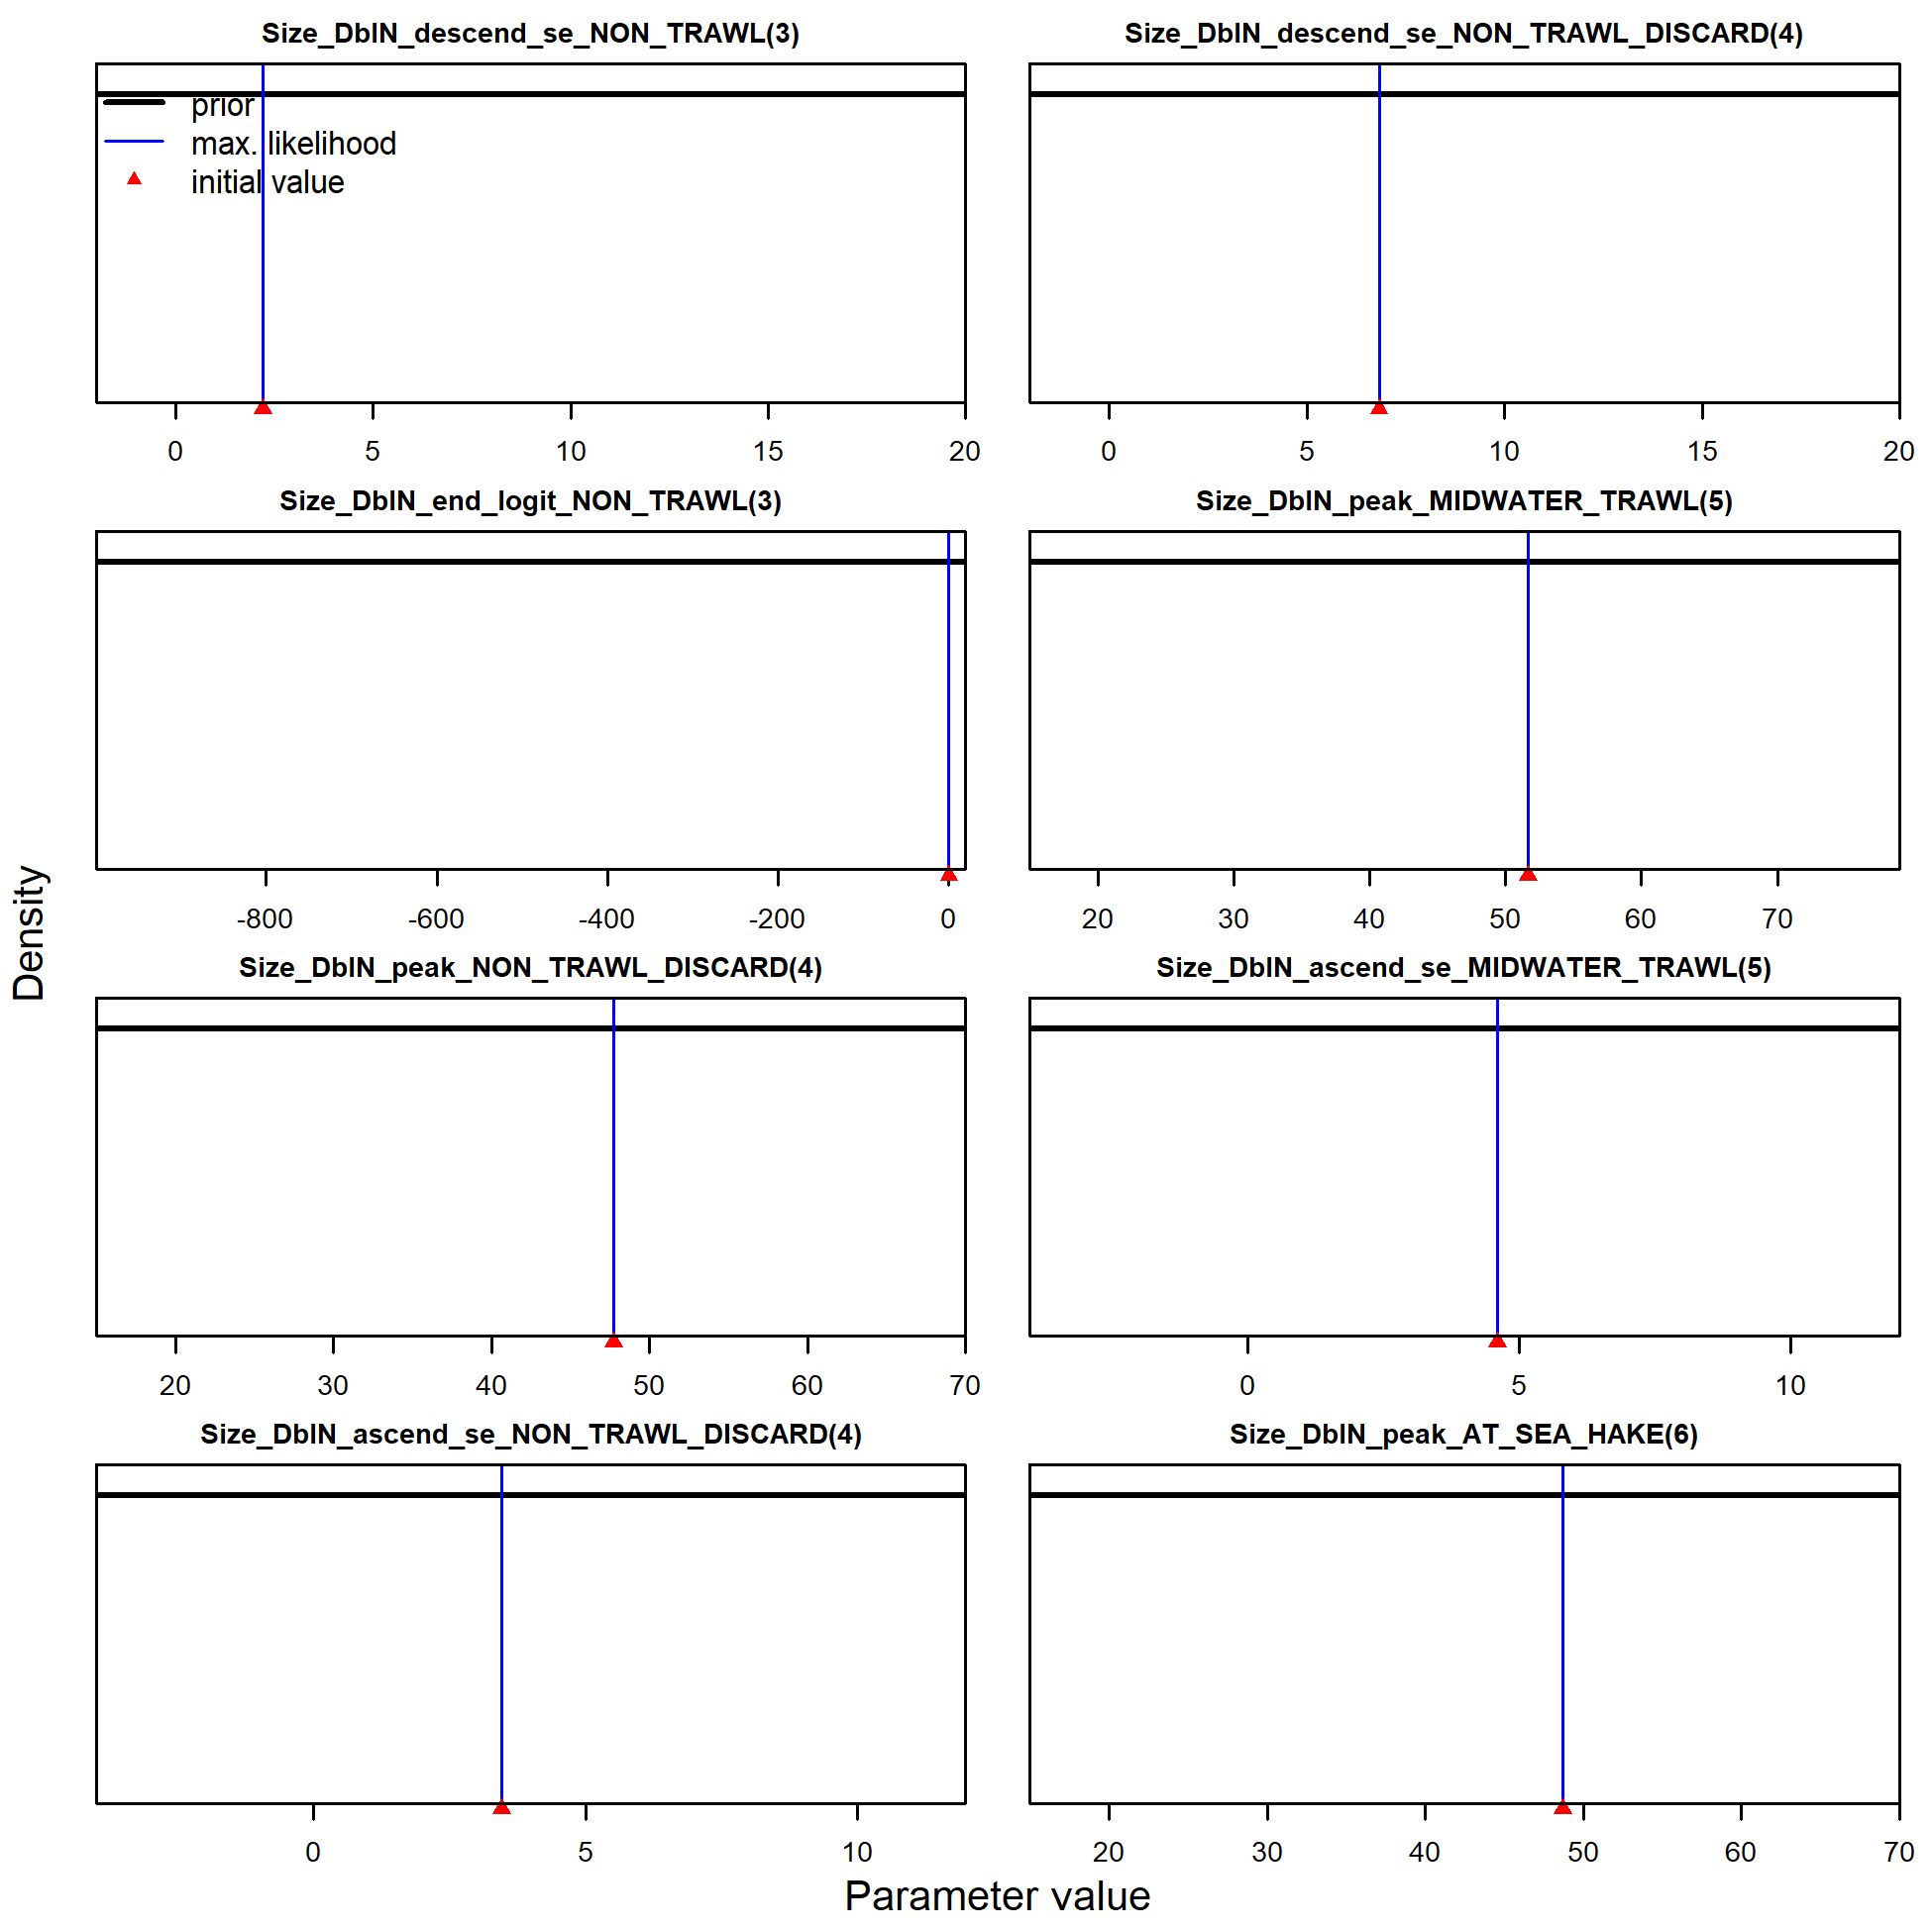 Size_DblN_descend_se_NON_TRAWL(3)
prior
max. likelihood
initial value
0 5 10 15 20
Size_DblN_descend_se_NON_TRAWL_DISCARD(4)
0 5 10 15 20
Size_DblN_end_logit_NON_TRAWL(3)
-800 -600 -400 -200 0
Size_DblN_peak_MIDWATER_TRAWL(5)
20 30 40 50 60 70
Size_DblN_peak_NON_TRAWL_DISCARD(4)
20 30 40 50 60 70
Size_DblN_ascend_se_MIDWATER_TRAWL(5)
0 5 10
Size_DblN_ascend_se_NON_TRAWL_DISCARD(4)
0 5 10
Size_DblN_peak_AT_SEA_HAKE(6)
20 30 40 50 60 70
Density
Parameter value